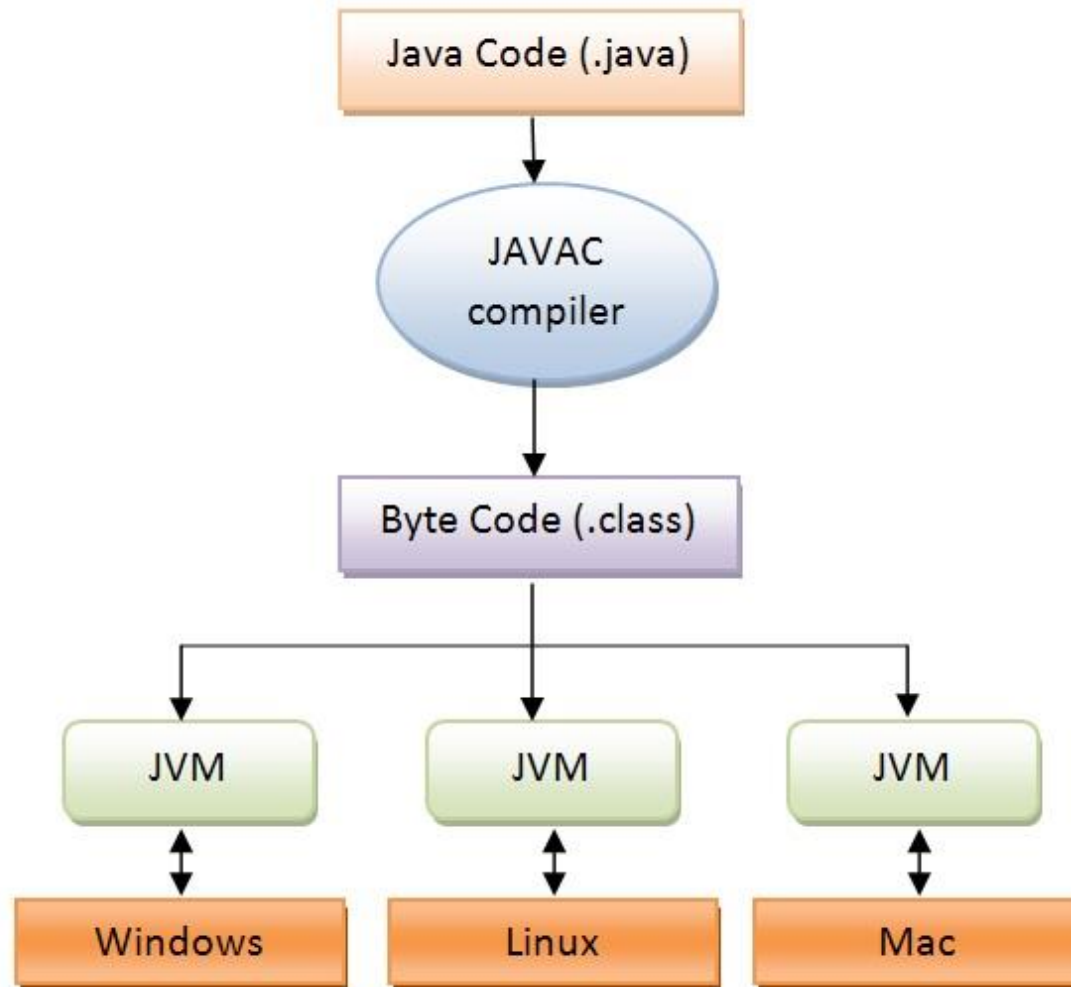 Java Code (.java)
JAVAC
compiler
Byte Code (.class)
JVM
JVM
JVM
Windows
Linux
Mac